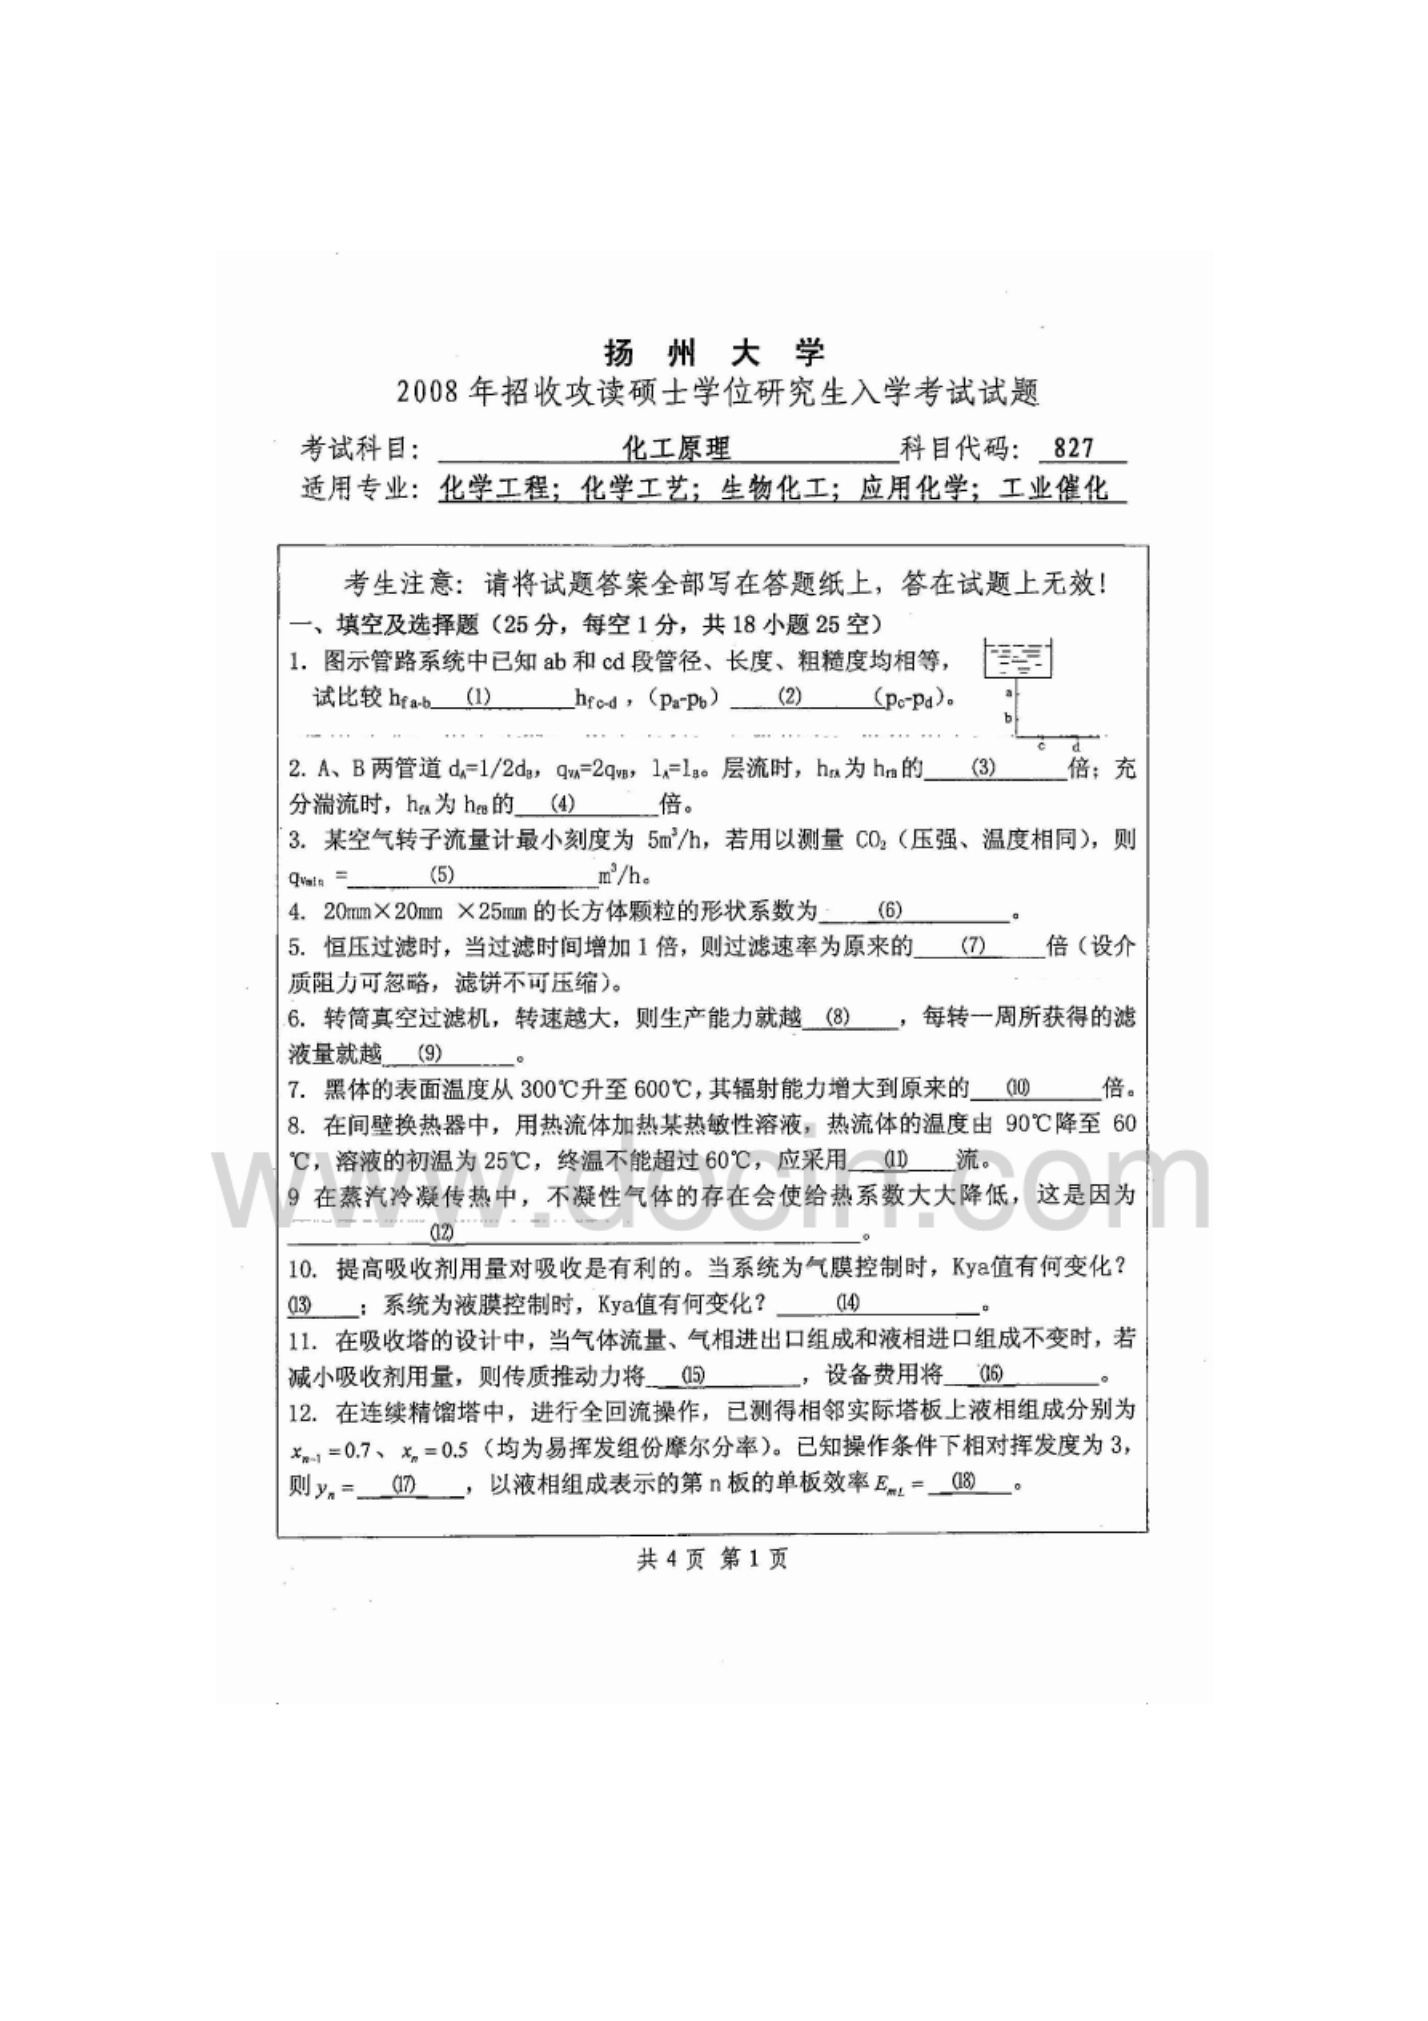 扬 州 大 学
2008 年招收攻读硕士学位研究生入学考试试题
考试科目： 化工原理 科目代码： 827
适用专业：化学工程；化学工艺；生物化工；应用化学；工业催化
考生注意：请将试题答案全部写在答题纸上，答在试题上无效！
一、填空及选择题（25 分，每空 1 分，共 18 小题 25 空）
1. 图示管路系统中已知 ab 和 cd 段管径、长度、粗糙度均相等，
试比较 hf a-b (1) hf c-d ，（pa-pb） (2) （pc-pd）。
a
b
c d
2. A、B 两管道 dA=1/2dB，qVA=2qVB，lA=lB。层流时，hfA为 hfB的 (3) 倍；充
分湍流时，hfA为 hfB的 (4) 倍。
3. 某空气转子流量计最小刻度为 5m³/h，若用以测量 CO₂（压强、温度相同），则
qVmin = (5) m³/h。
4. 20mm×20mm ×25mm 的长方体颗粒的形状系数为 (6) 。
5. 恒压过滤时，当过滤时间增加 1 倍，则过滤速率为原来的 (7) 倍（设介
质阻力可忽略，滤饼不可压缩）。
6. 转筒真空过滤机，转速越大，则生产能力就越 (8) ，每转一周所获得的滤
液量就越 (9) 。
7. 黑体的表面温度从 300℃升至 600℃，其辐射能力增大到原来的 (10) 倍。
8. 在间壁换热器中，用热流体加热某热敏性溶液，热流体的温度由 90℃降至 60
℃，溶液的初温为 25℃，终温不能超过 60℃，应采用 (11) 流。
9 在蒸汽冷凝传热中，不凝性气体的存在会使给热系数大大降低，这是因为
(12) 。
10. 提高吸收剂用量对吸收是有利的。当系统为气膜控制时，Kya值有何变化？
(13) ；系统为液膜控制时，Kya值有何变化？ (14) 。
11. 在吸收塔的设计中，当气体流量、气相进出口组成和液相进口组成不变时，若
减小吸收剂用量，则传质推动力将 (15) ，设备费用将 (16) 。
12. 在连续精馏塔中，进行全回流操作，已测得相邻实际塔板上液相组成分别为
xn-1 = 0.7、 xn = 0.5（均为易挥发组份摩尔分率）。已知操作条件下相对挥发度为 3，
则 yn = (17) ，以液相组成表示的第 n 板的单板效率 EmL = (18) 。
共 4 页 第 1 页
www.docin.com